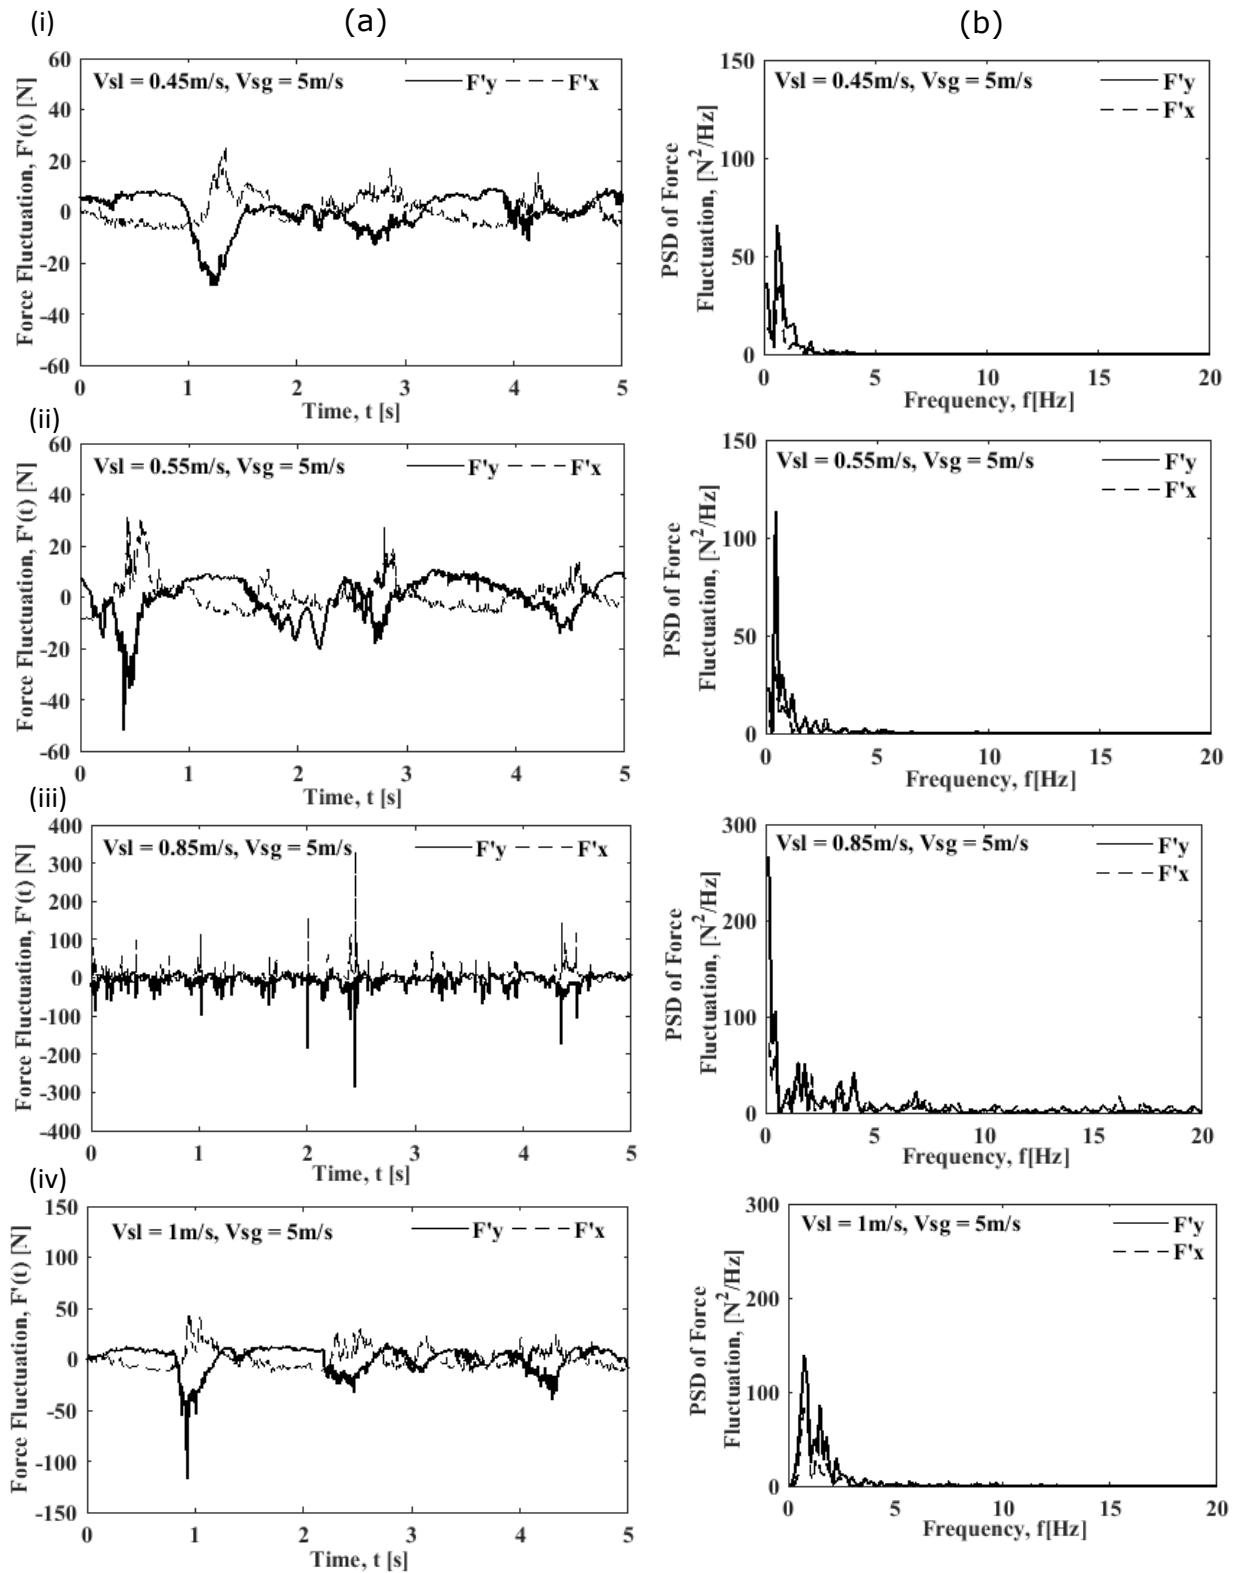 (i)
(a)
(b)
60
40
20
0
-20
-40
-60
Force Fluctuation, F'(t) [N]
Vsl = 0.45m/s, Vsg = 5m/s
F'y
F'x
0 1 2 3 4 5
Time, t [s]
150
100
50
0
PSD of Force
Fluctuation, [N²/Hz]
Vsl = 0.45m/s, Vsg = 5m/s
F'y
F'x
0 5 10 15 20
Frequency, f[Hz]
(ii)
60
40
20
0
-20
-40
-60
Force Fluctuation, F'(t) [N]
Vsl = 0.55m/s, Vsg = 5m/s
F'y
F'x
0 1 2 3 4 5
Time, t [s]
150
100
50
0
PSD of Force
Fluctuation, [N²/Hz]
Vsl = 0.55m/s, Vsg = 5m/s
F'y
F'x
0 5 10 15 20
Frequency, f[Hz]
(iii)
400
300
200
100
0
-100
-200
-300
-400
Force Fluctuation, F'(t) [N]
Vsl = 0.85m/s, Vsg = 5m/s
F'y
F'x
0 1 2 3 4 5
Time, t [s]
300
200
100
0
PSD of Force
Fluctuation, [N²/Hz]
Vsl = 0.85m/s, Vsg = 5m/s
F'y
F'x
0 5 10 15 20
Frequency, f[Hz]
(iv)
150
100
50
0
-50
-100
-150
Force Fluctuation, F'(t) [N]
Vsl = 1m/s, Vsg = 5m/s
F'y
F'x
0 1 2 3 4 5
Time, t [s]
300
200
100
0
PSD of Force
Fluctuation, [N²/Hz]
Vsl = 1m/s, Vsg = 5m/s
F'y
F'x
0 5 10 15 20
Frequency, f[Hz]